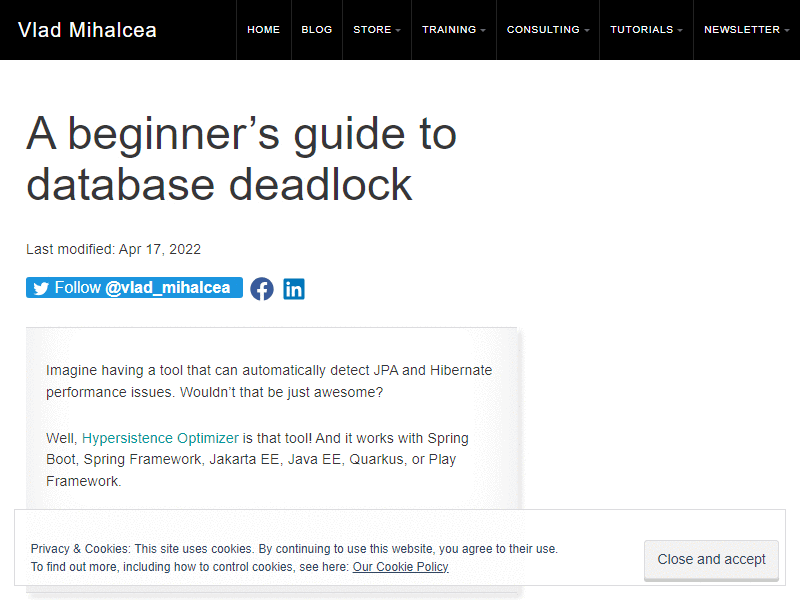 Vlad Mihalcea
HOME
BLOG
STORE
TRAINING
CONSULTING
TUTORIALS
NEWSLETTER
A beginner’s guide to
database deadlock
Last modified: Apr 17, 2022
Follow @vlad_mihalcea
Imagine having a tool that can automatically detect JPA and Hibernate
performance issues. Wouldn’t that be just awesome?
Well, Hypersistence Optimizer is that tool! And it works with Spring
Boot, Spring Framework, Jakarta EE, Java EE, Quarkus, or Play
Framework.
Privacy & Cookies: This site uses cookies. By continuing to use this website, you agree to their use.
To find out more, including how to control cookies, see here: Our Cookie Policy
Close and accept